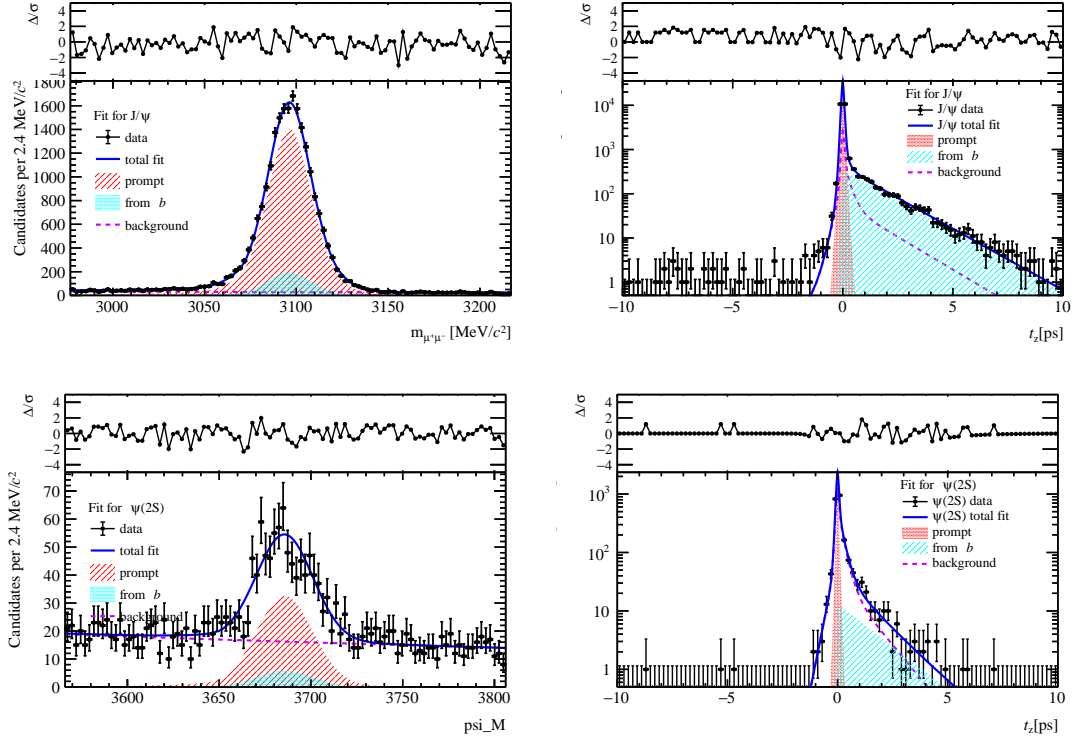 Δ/σ
4
2
0
−2
−4
Candidates per 2.4 MeV/c²
1800
1600
1400
1200
1000
800
600
400
200
0
Fit for J/ψ
data
total fit
prompt
from b
background
3000
3050
3100
3150
3200
m_μ⁺μ⁻ [MeV/c²]
Δ/σ
4
2
0
−2
−4
10⁴
10³
10²
10
1
Fit for J/ψ
J/ψ data
J/ψ total fit
prompt
from b
background
−10
−5
0
5
10
t_z[ps]
Δ/σ
4
2
0
−2
−4
Candidates per 2.4 MeV/c²
70
60
50
40
30
20
10
0
Fit for ψ(2S)
data
total fit
prompt
from b
background
3600
3650
3700
3750
3800
psi_M
Δ/σ
4
2
0
−2
−4
10³
10²
10
1
Fit for ψ(2S)
ψ(2S) data
ψ(2S) total fit
prompt
from b
background
−10
−5
0
5
10
t_z[ps]